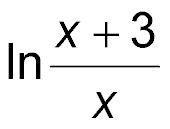 ln (x + 3)/x